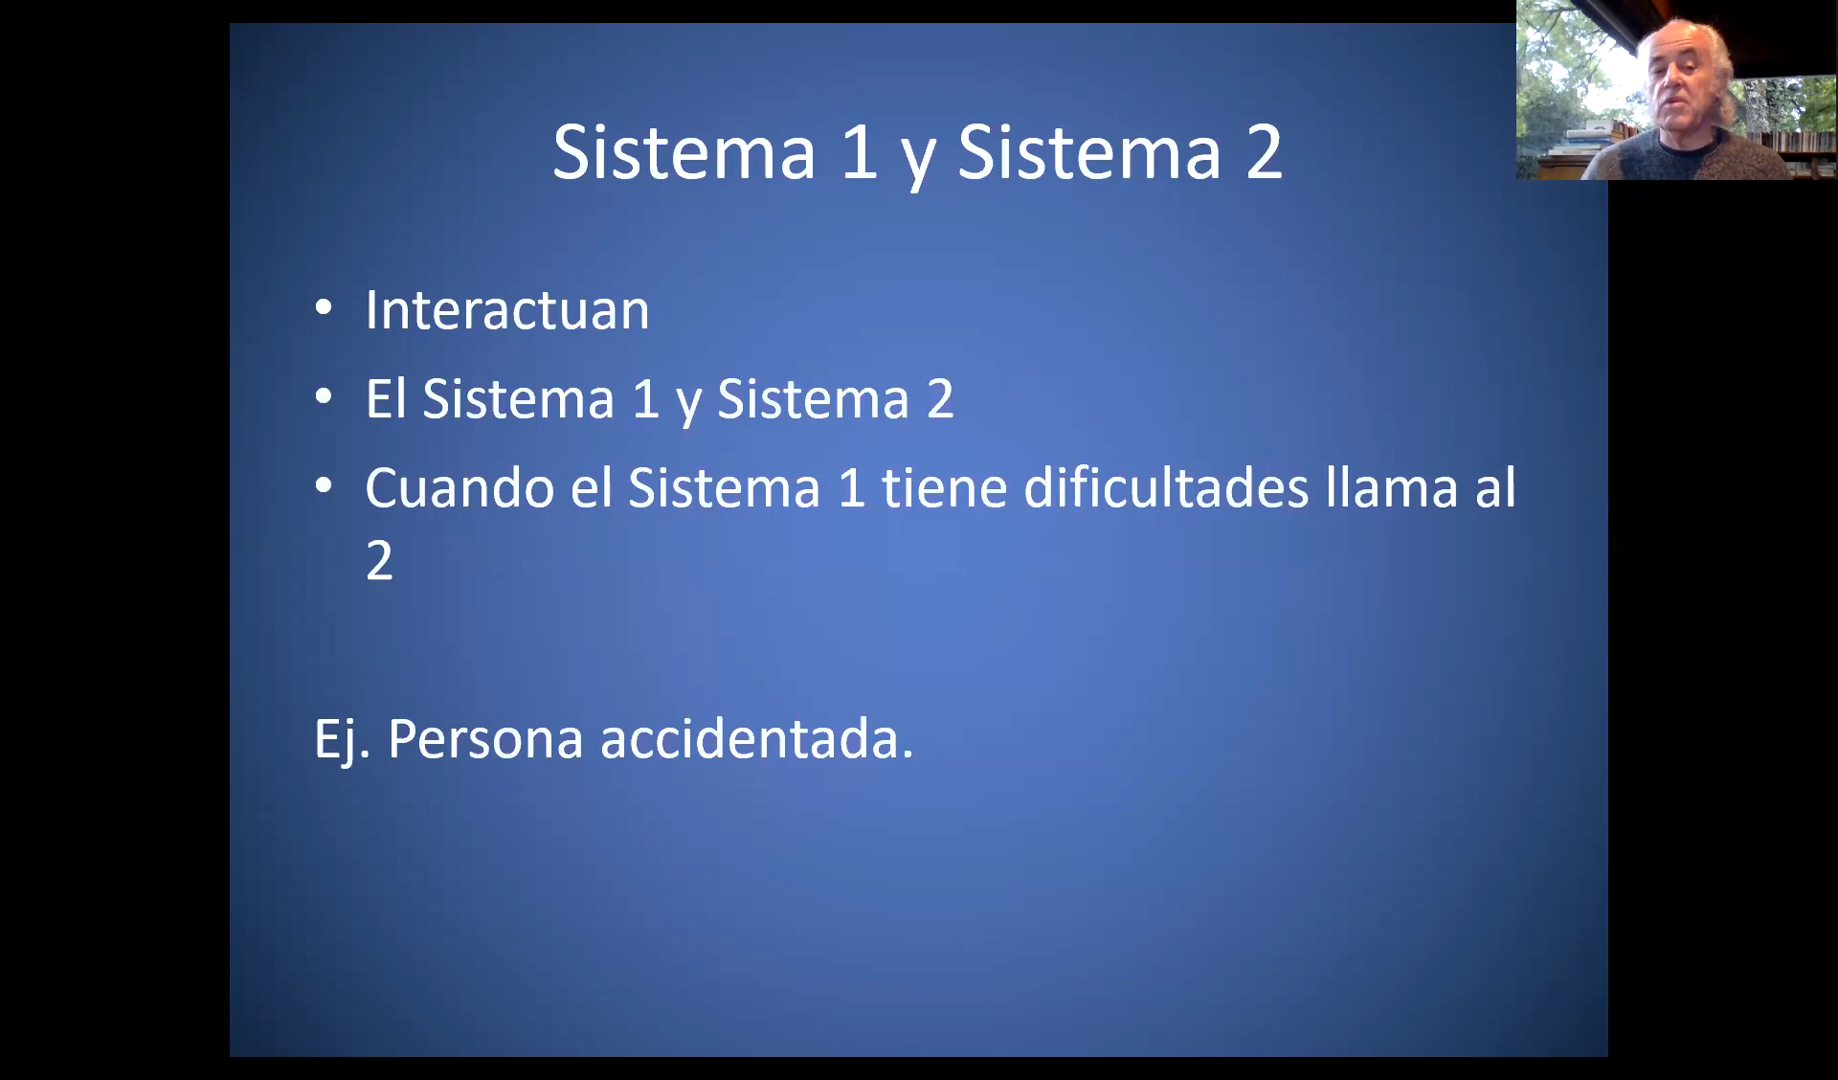 Sistema 1 y Sistema 2
• Interactuan
• El Sistema 1 y Sistema 2
• Cuando el Sistema 1 tiene dificultades llama al
2
Ej. Persona accidentada.